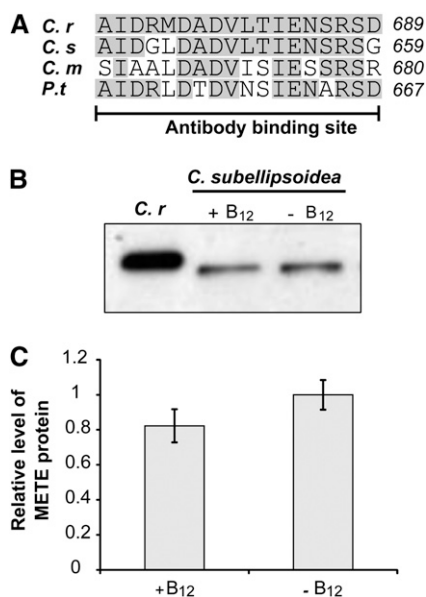 A
C. r AIDRMDADVLTIENSRSD 689
C. s AIDGLDADVLTIENSRSG 659
C. m SIAALDADVISIESSRSR 680
P.t AIDRLDTDVNSIENARSD 667
Antibody binding site
B
C. subellipsoidea
C. r + B12 - B12
C
Relative level of
METE protein
1.2
1
0.8
0.6
0.4
0.2
0
+B12 - B12